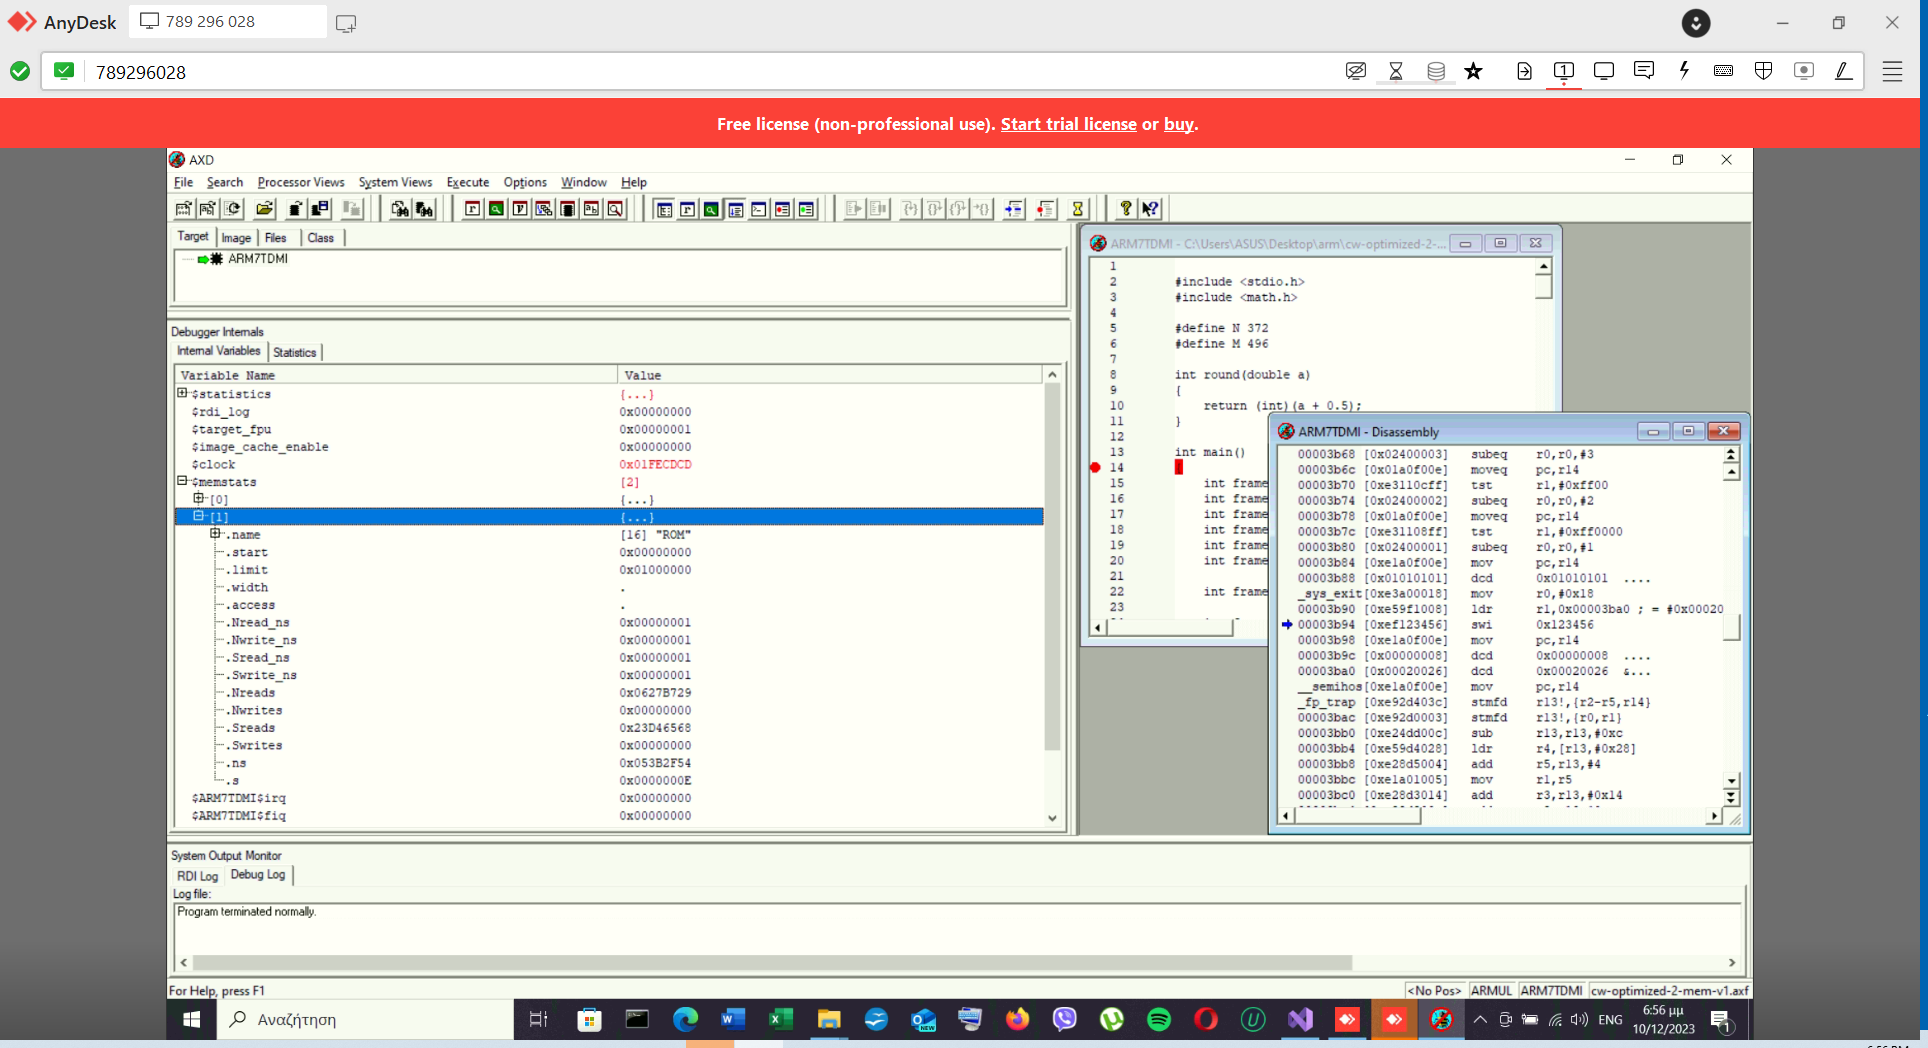 AnyDesk
789 296 028
789296028
Free license (non-professional use). Start trial license or buy.
AXD
File Search Processor Views System Views Execute Options Window Help
Target Image Files Class
ARM7TDMI
Debugger Internals
Internal Variables Statistics
Variable Name Value
$statistics {...}
$rdi_log 0x00000000
$target_fpu 0x00000001
$image_cache_enable 0x00000000
$clock 0x01FECDCD
$memstats [2]
[0] {...}
[1] {...}
.name [16] "ROM"
.start 0x00000000
.limit 0x01000000
.width .
.access .
.Nread_ns 0x00000001
.Nwrite_ns 0x00000001
.Sread_ns 0x00000001
.Swrite_ns 0x00000001
.Nreads 0x0627B729
.Nwrites 0x00000000
.Sreads 0x23D46568
.Swrites 0x00000000
.ns 0x053B2F54
.s 0x0000000E
$ARM7TDMI$irq 0x00000000
$ARM7TDMI$fiq 0x00000000
ARM7TDMI - C:\Users\ASUS\Desktop\arm\cw-optimized-2-...
1
2 #include <stdio.h>
3 #include <math.h>
4
5 #define N 372
6 #define M 496
7
8 int round(double a)
9 {
10 return (int)(a + 0.5);
11 }
12
13 int main()
14
15 int frame
16 int frame
17 int frame
18 int frame
19 int frame
20 int frame
21
22 int frame
23
ARM7TDMI - Disassembly
00003b68 [0x02400003] subeq r0,r0,#3
00003b6c [0x01a0f00e] moveq pc,r14
00003b70 [0xe3110cff] tst r1,#0xff00
00003b74 [0x02400002] subeq r0,r0,#2
00003b78 [0x01a0f00e] moveq pc,r14
00003b7c [0xe31108ff] tst r1,#0xff0000
00003b80 [0x02400001] subeq r0,r0,#1
00003b84 [0xe1a0f00e] mov pc,r14
00003b88 [0x01010101] dcd 0x01010101 ....
_sys_exit[0xe3a00018] mov r0,#0x18
00003b90 [0xe59f1008] ldr r1,0x00003ba0 ; = #0x00020
00003b94 [0xef123456] swi 0x123456
00003b98 [0xe1a0f00e] mov pc,r14
00003b9c [0x00000008] dcd 0x00000008 ....
00003ba0 [0x00020026] dcd 0x00020026 &...
__semihos[0xe1a0f00e] mov pc,r14
_fp_trap [0xe92d403c] stmfd r13!,{r2-r5,r14}
00003bac [0xe92d0003] stmfd r13!,{r0,r1}
00003bb0 [0xe24dd00c] sub r13,r13,#0xc
00003bb4 [0xe59d4028] ldr r4,[r13,#0x28]
00003bb8 [0xe28d5004] add r5,r13,#4
00003bbc [0xe1a01005] mov r1,r5
00003bc0 [0xe28d3014] add r3,r13,#0x14
System Output Monitor
RDI Log Debug Log
Log file:
Program terminated normally.
For Help, press F1
<No Pos> ARMUL ARM7TDMI cw-optimized-2-mem-v1.axf
Αναζήτηση
ENG
6:56 μμ
10/12/2023
1